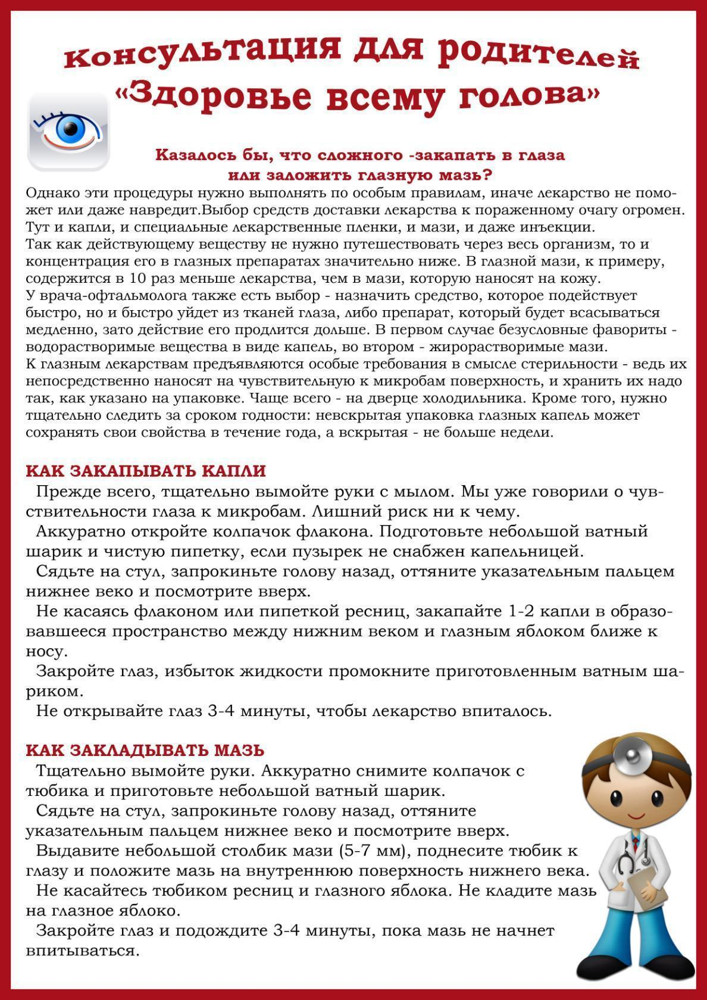 Консультация для родителей
«Здоровье всему голова»
Казалось бы, что сложного -закапать в глаза
или заложить глазную мазь?
Однако эти процедуры нужно выполнять по особым правилам, иначе лекарство не помо-
жет или даже навредит.Выбор средств доставки лекарства к пораженному очагу огромен.
Тут и капли, и специальные лекарственные пленки, и мази, и даже инъекции.
Так как действующему веществу не нужно путешествовать через весь организм, то и
концентрация его в глазных препаратах значительно ниже. В глазной мази, к примеру,
содержится в 10 раз меньше лекарства, чем в мази, которую наносят на кожу.
У врача-офтальмолога также есть выбор - назначить средство, которое подействует
быстро, но и быстро уйдет из тканей глаза, либо препарат, который будет всасываться
медленно, зато действие его продлится дольше. В первом случае безусловные фавориты -
водорастворимые вещества в виде капель, во втором - жирорастворимые мази.
К глазным лекарствам предъявляются особые требования в смысле стерильности - ведь их
непосредственно наносят на чувствительную к микробам поверхность, и хранить их надо
так, как указано на упаковке. Чаще всего - на дверце холодильника. Кроме того, нужно
тщательно следить за сроком годности: невскрытая упаковка глазных капель может
сохранять свои свойства в течение года, а вскрытая - не больше недели.
КАК ЗАКАПЫВАТЬ КАПЛИ
Прежде всего, тщательно вымойте руки с мылом. Мы уже говорили о чув-
ствительности глаза к микробам. Лишний риск ни к чему.
Аккуратно откройте колпачок флакона. Подготовьте небольшой ватный
шарик и чистую пипетку, если пузырек не снабжен капельницей.
Сядьте на стул, запрокиньте голову назад, оттяните указательным пальцем
нижнее веко и посмотрите вверх.
Не касаясь флаконом или пипеткой ресниц, закапайте 1-2 капли в образо-
вавшееся пространство между нижним веком и глазным яблоком ближе к
носу.
Закройте глаз, избыток жидкости промокните приготовленным ватным ша-
риком.
Не открывайте глаз 3-4 минуты, чтобы лекарство впиталось.
КАК ЗАКЛАДЫВАТЬ МАЗЬ
Тщательно вымойте руки. Аккуратно снимите колпачок с
тюбика и приготовьте небольшой ватный шарик.
Сядьте на стул, запрокиньте голову назад, оттяните
указательным пальцем нижнее веко и посмотрите вверх.
Выдавите небольшой столбик мази (5-7 мм), поднесите тюбик к
глазу и положите мазь на внутреннюю поверхность нижнего века.
Не касайтесь тюбиком ресниц и глазного яблока. Не кладите мазь
на глазное яблоко.
Закройте глаз и подождите 3-4 минуты, пока мазь не начнет
впитываться.